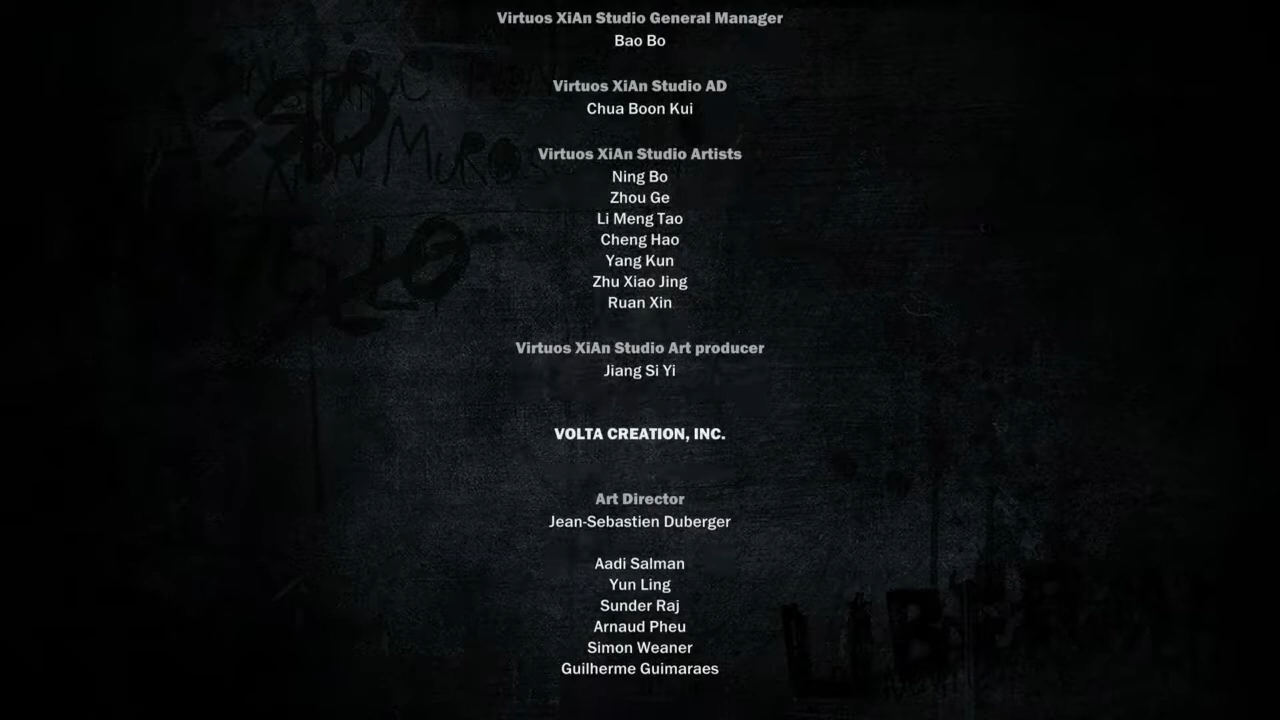 Virtuos XiAn Studio General Manager
Bao Bo
Virtuos XiAn Studio AD
Chua Boon Kui
Virtuos XiAn Studio Artists
Ning Bo
Zhou Ge
Li Meng Tao
Cheng Hao
Yang Kun
Zhu Xiao Jing
Ruan Xin
Virtuos XiAn Studio Art producer
Jiang Si Yi
VOLTA CREATION, INC.
Art Director
Jean-Sebastien Duberger
Aadi Salman
Yun Ling
Sunder Raj
Arnaud Pheu
Simon Weaner
Guilherme Guimaraes